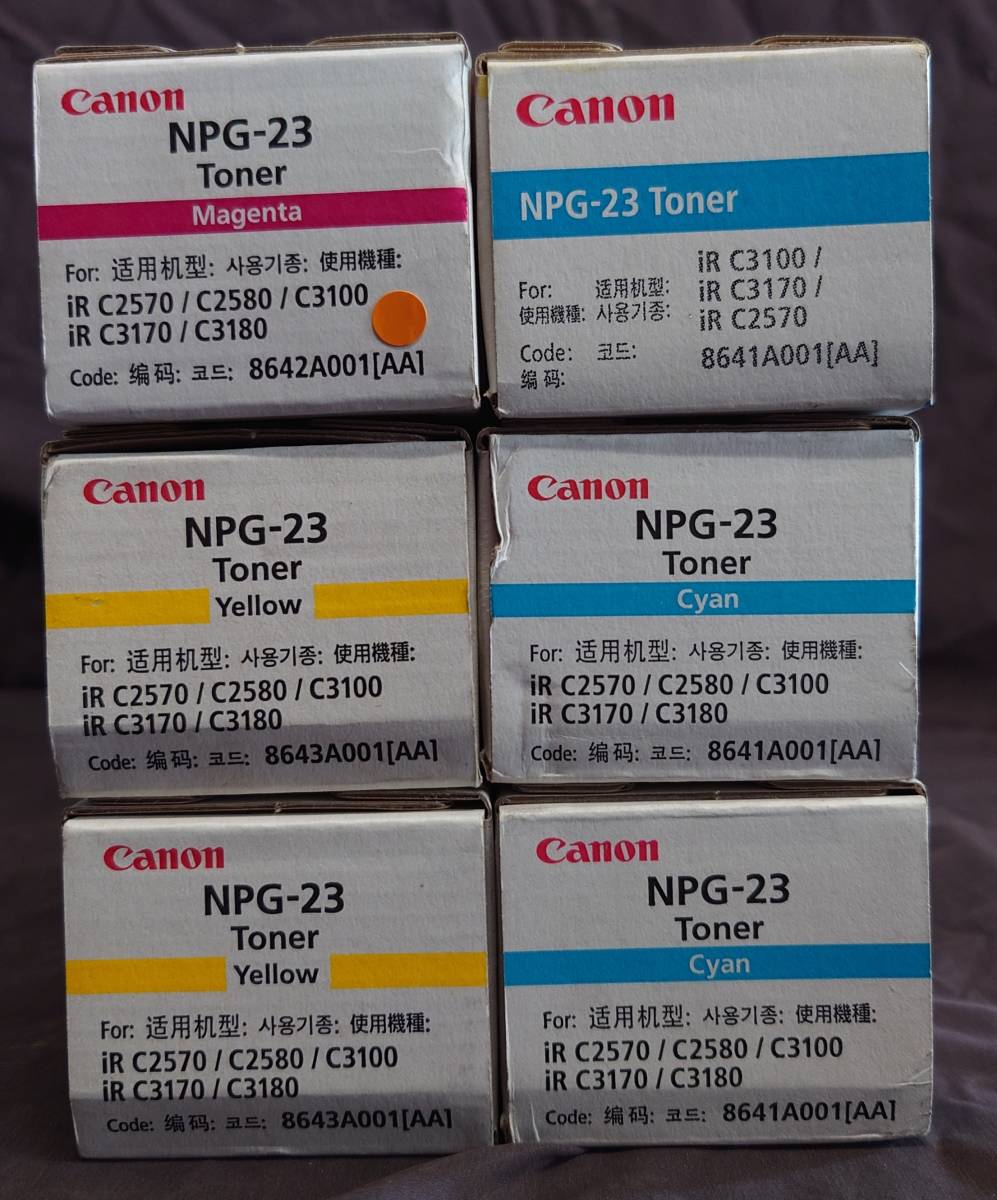 Canon
NPG-23
Toner
Magenta
For: 适用机型: 사용기종: 使用機種:
iR C2570 / C2580 / C3100
iR C3170 / C3180
Code: 编码: 코드: 8642A001[AA]
Canon
NPG-23 Toner
For: 适用机型: iR C3100 /
使用機種: 사용기종: iR C3170 /
iR C2570
Code: 코드: 8641A001[AA]
编码:
Canon
NPG-23
Toner
Yellow
For: 适用机型: 사용기종: 使用機種:
iR C2570 / C2580 / C3100
iR C3170 / C3180
Code: 编码: 코드: 8643A001[AA]
Canon
NPG-23
Toner
Cyan
For: 适用机型: 사용기종: 使用機種:
iR C2570 / C2580 / C3100
iR C3170 / C3180
Code: 编码: 코드: 8641A001[AA]
Canon
NPG-23
Toner
Yellow
For: 适用机型: 사용기종: 使用機種:
iR C2570 / C2580 / C3100
iR C3170 / C3180
Code: 编码: 코드: 8643A001[AA]
Canon
NPG-23
Toner
Cyan
For: 适用机型: 사용기종: 使用機種:
iR C2570 / C2580 / C3100
iR C3170 / C3180
Code: 编码: 코드: 8641A001[AA]